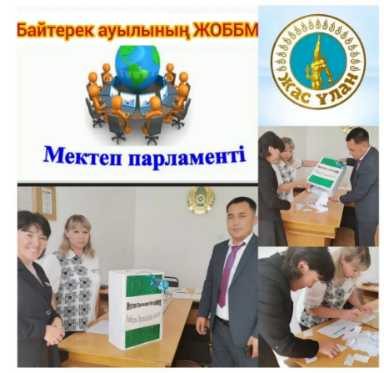 Байтерек ауылының ЖОББМ
Мектеп парламенті
ЖАС ҰЛАН